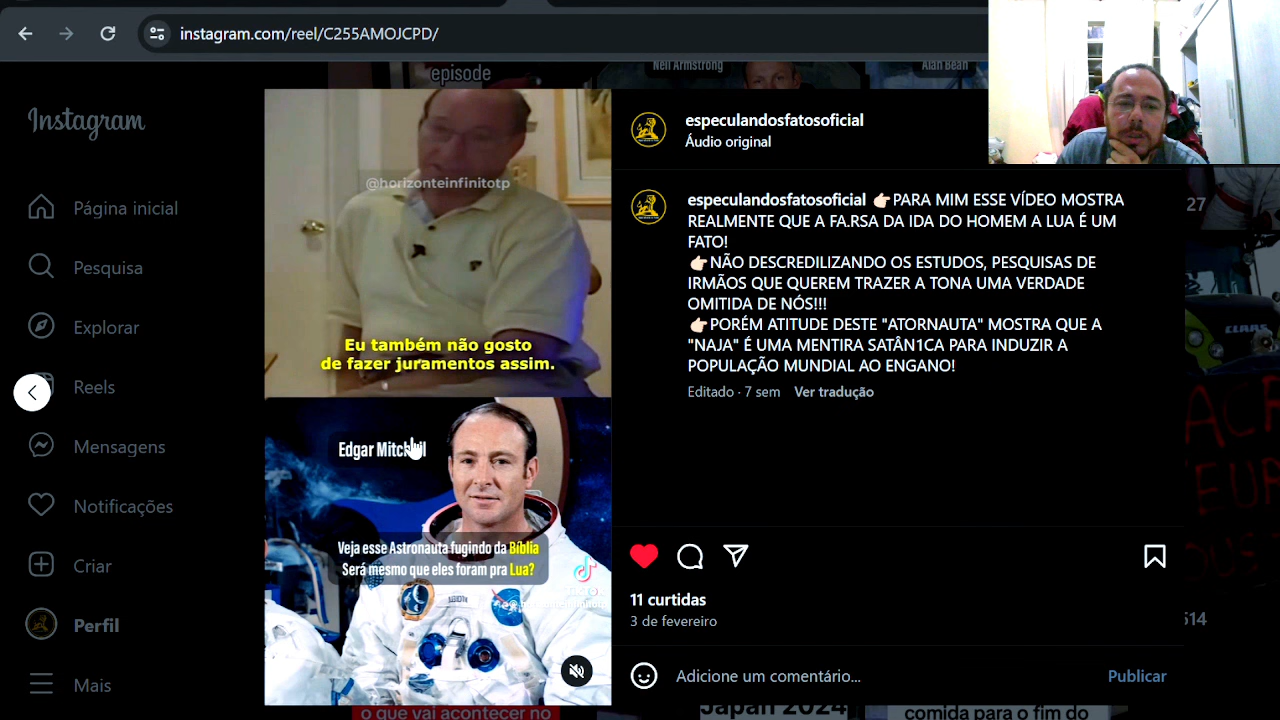 instagram.com/reel/C255AMOJCPD/
episode
Neil Armstrong
Alan Bean
Instagram
Página inicial
Pesquisa
Explorar
Reels
Mensagens
Notificações
Criar
Perfil
Mais
@horizonteinfinitotp
Eu também não gosto
de fazer juramentos assim.
Edgar Mitchell
Veja esse Astronauta fugindo da Bíblia
Será mesmo que eles foram pra Lua?
especulandosfatosoficial
Áudio original
especulandosfatosoficial 👉🏻PARA MIM ESSE VÍDEO MOSTRA
REALMENTE QUE A FA.RSA DA IDA DO HOMEM A LUA É UM
FATO!
👉🏻NÃO DESCREDILIZANDO OS ESTUDOS, PESQUISAS DE
IRMÃOS QUE QUEREM TRAZER A TONA UMA VERDADE
OMITIDA DE NÓS!!!
👉🏻PORÉM ATITUDE DESTE "ATORNAUTA" MOSTRA QUE A
"NAJA" É UMA MENTIRA SATÂN1CA PARA INDUZIR A
POPULAÇÃO MUNDIAL AO ENGANO!
Editado · 7 sem Ver tradução
11 curtidas
3 de fevereiro
Adicione um comentário...
Publicar
27
CLAAS
514
o que vai acontecer no
Japan 2024
comida para o fim do